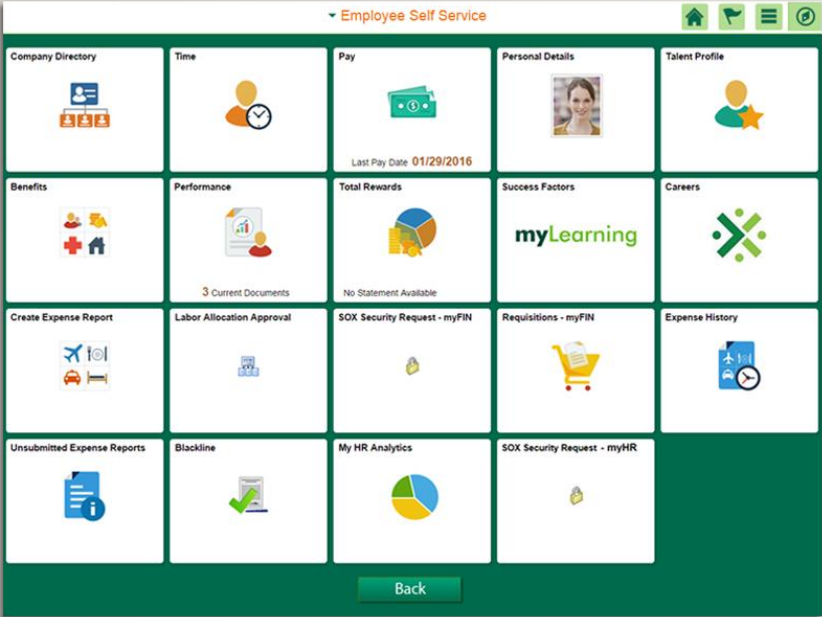 Employee Self Service
Company Directory
Time
Pay
Last Pay Date 01/29/2016
Personal Details
Talent Profile
Benefits
Performance
3 Current Documents
Total Rewards
No Statement Available
Success Factors
myLearning
Careers
Create Expense Report
Labor Allocation Approval
SOX Security Request - myFIN
Requisitions - myFIN
Expense History
Unsubmitted Expense Reports
Blackline
My HR Analytics
SOX Security Request - myHR
Back